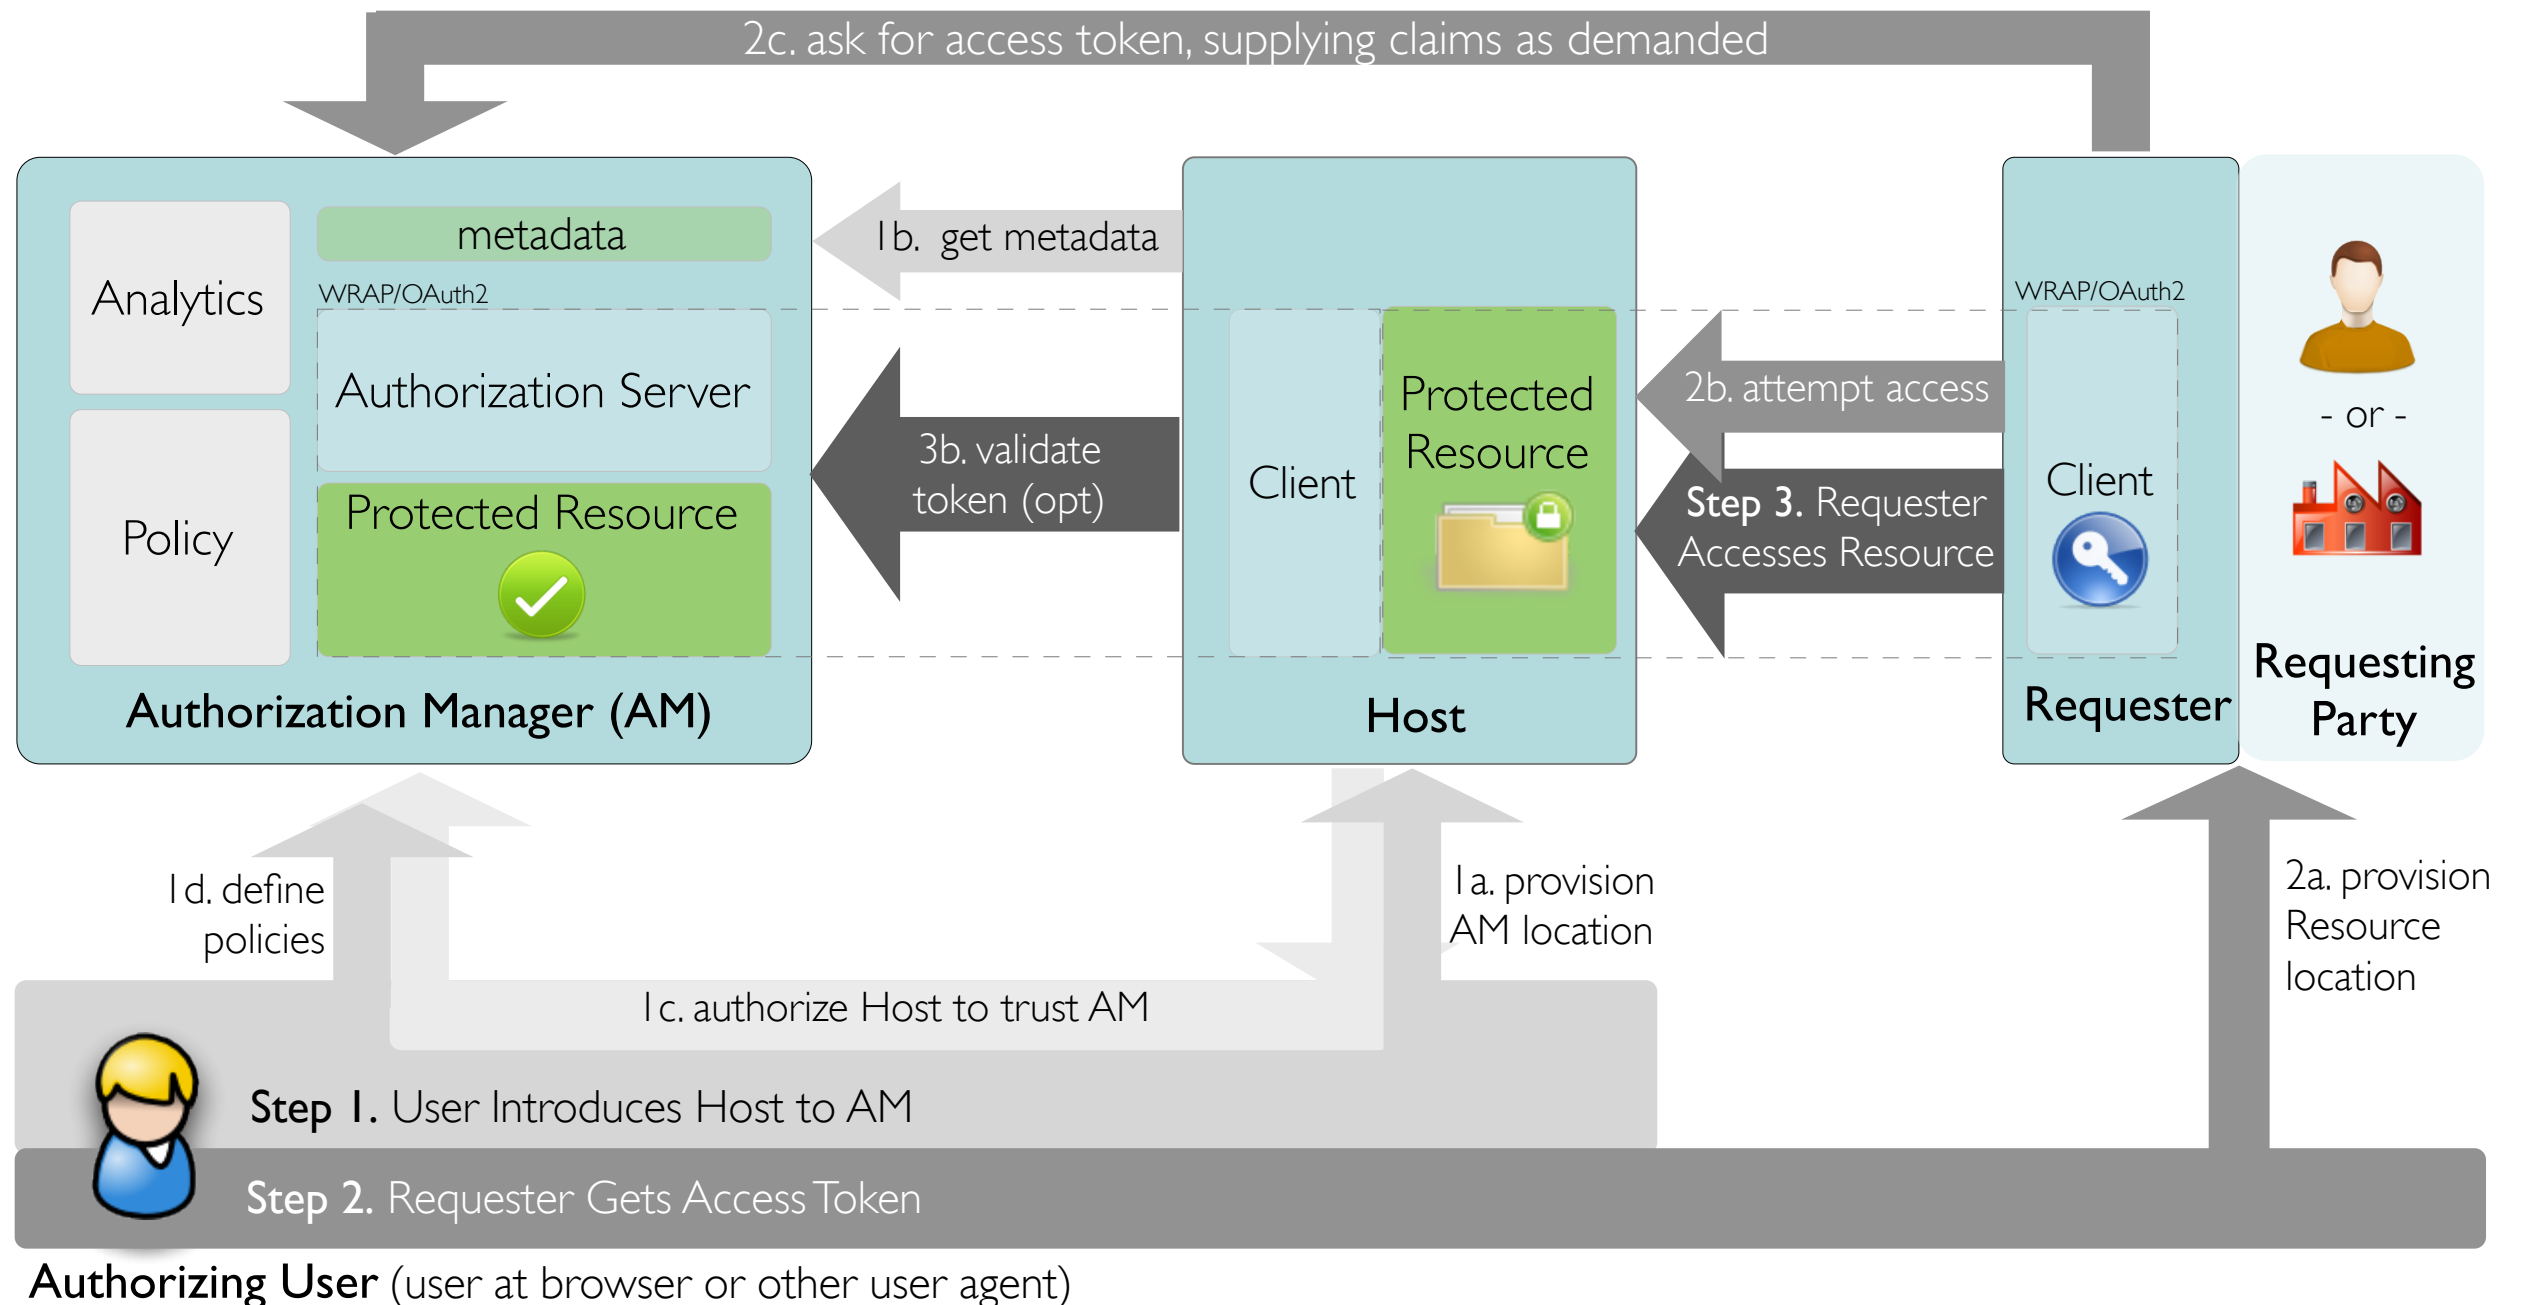 2c. ask for access token, supplying claims as demanded
metadata
1b.  get metadata
Analytics
WRAP/OAuth2
WRAP/OAuth2
Authorization Server
Protected
Resource
2b. attempt access
- or -
3b. validate
token (opt)
Client
Client
Protected Resource
Step 3. Requester
Accesses Resource
Policy
Authorization Manager (AM)
Host
Requester
Requesting
Party
1d. define
policies
1a. provision
AM location
2a. provision
Resource
location
1c. authorize Host to trust AM
Step 1. User Introduces Host to AM
Step 2. Requester Gets Access Token
Authorizing User (user at browser or other user agent)